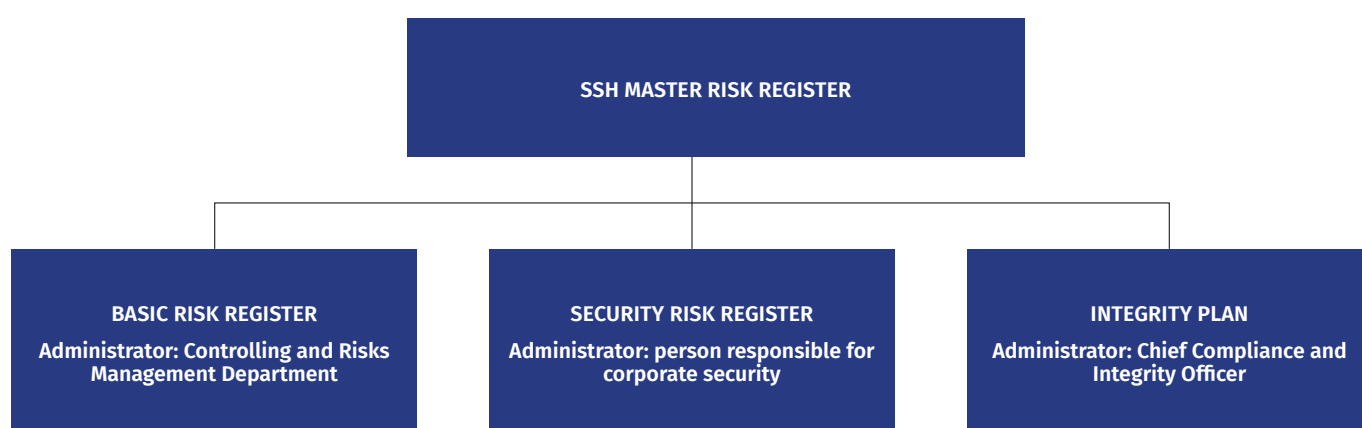 SSH MASTER RISK REGISTER
BASIC RISK REGISTER
Administrator: Controlling and Risks
Management Department
SECURITY RISK REGISTER
Administrator: person responsible for
corporate security
INTEGRITY PLAN
Administrator: Chief Compliance and
Integrity Officer